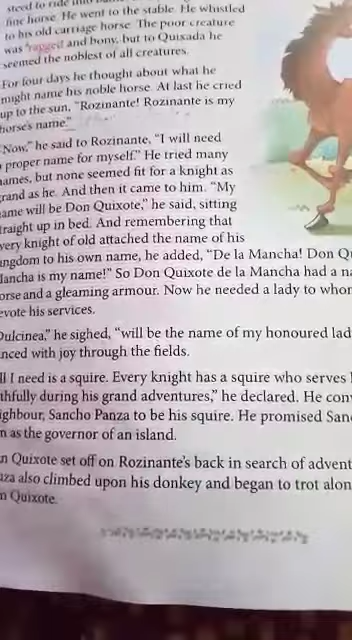 steed to ride into
fine horse. He went to the stable. He whistled
to his old carriage horse. The poor creature
was ragged and bony, but to Quixada he
seemed the noblest of all creatures.
For four days he thought about what he
might name his noble horse. At last he cried
up to the sun, "Rozinante! Rozinante is my
horse's name."
Now," he said to Rozinante, "I will need
proper name for myself." He tried many
ames, but none seemed fit for a knight as
rand as he. And then it came to him. "My
ame will be Don Quixote," he said, sitting
traight up in bed. And remembering that
very knight of old attached the name of his
ngdom to his own name, he added, "De la Mancha! Don Qu
ancha is my name!" So Don Quixote de la Mancha had a na
orse and a gleaming armour. Now he needed a lady to whom
evote his services.
Dulcinea," he sighed, "will be the name of my honoured lad
nced with joy through the fields.
ll I need is a squire. Every knight has a squire who serves
thfully during his grand adventures," he declared. He con
ighbour, Sancho Panza to be his squire. He promised Sanc
n as the governor of an island.
n Quixote set off on Rozinante's back in search of advent
nza also climbed upon his donkey and began to trot alon
n Quixote.